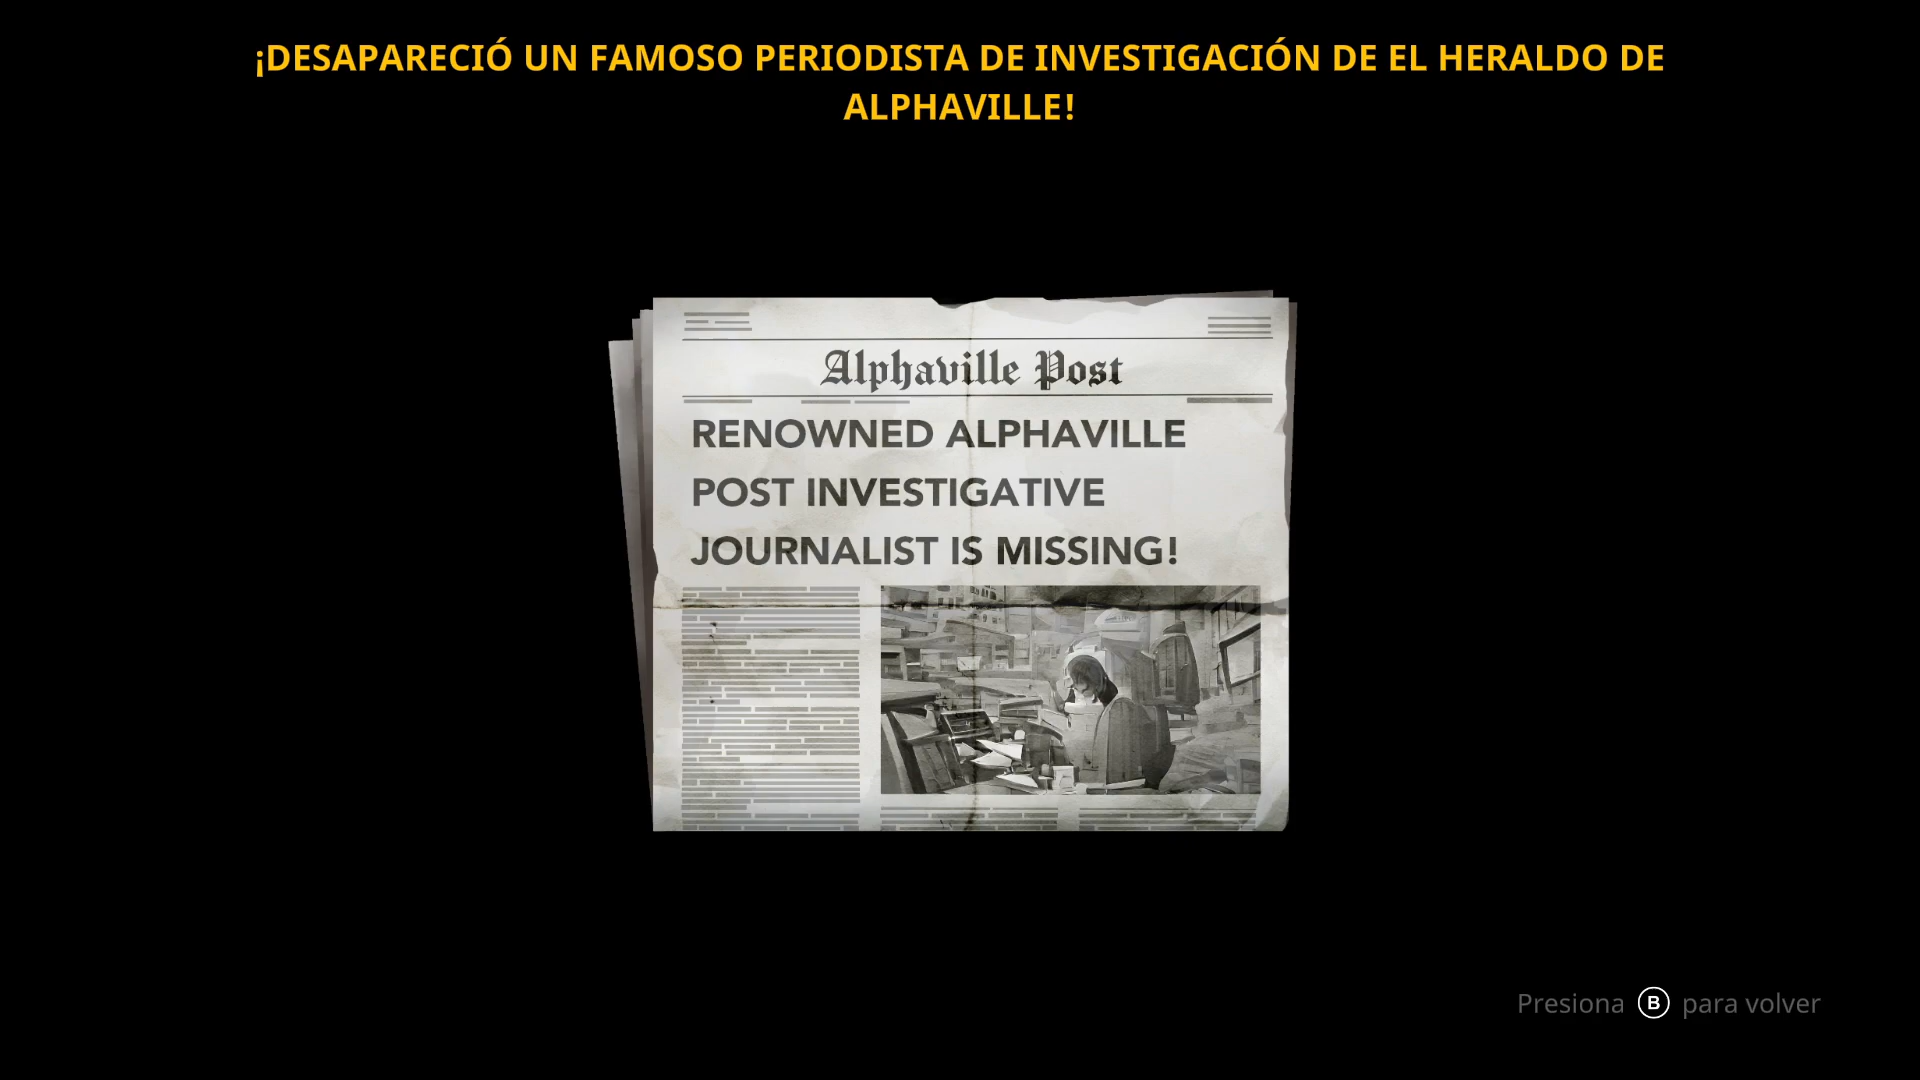 ¡DESAPARECIÓ UN FAMOSO PERIODISTA DE INVESTIGACIÓN DE EL HERALDO DE
ALPHAVILLE!
Alphaville Post
RENOWNED ALPHAVILLE
POST INVESTIGATIVE
JOURNALIST IS MISSING!
Presiona B para volver